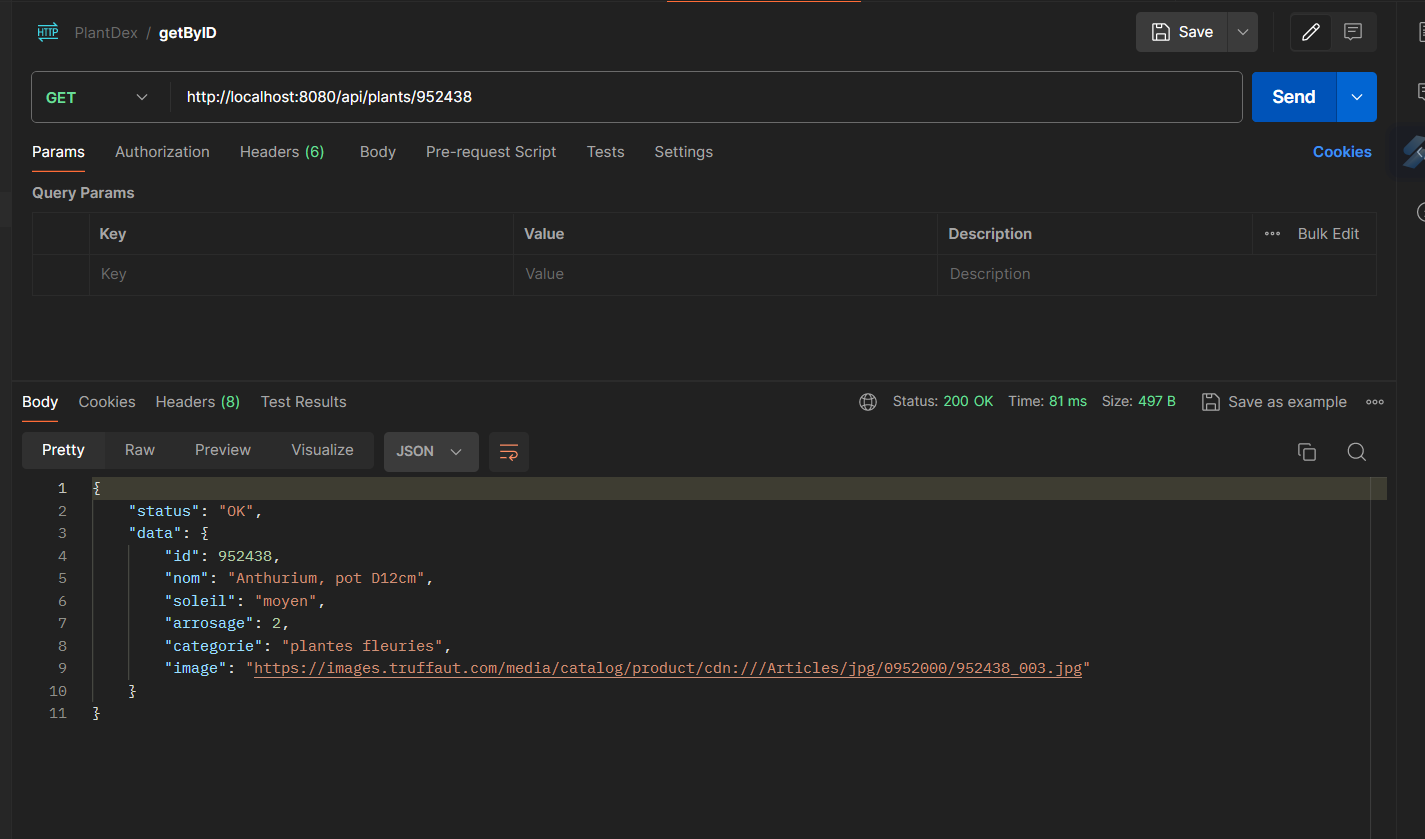 HTTP PlantDex / getByID Save
GET http://localhost:8080/api/plants/952438 Send
Params Authorization Headers (6) Body Pre-request Script Tests Settings Cookies
Query Params
Key Value Description Bulk Edit
Key Value Description
Body Cookies Headers (8) Test Results Status: 200 OK Time: 81 ms Size: 497 B Save as example
Pretty Raw Preview Visualize JSON
1 {
2 "status": "OK",
3 "data": {
4 "id": 952438,
5 "nom": "Anthurium, pot D12cm",
6 "soleil": "moyen",
7 "arrosage": 2,
8 "categorie": "plantes fleuries",
9 "image": "https://images.truffaut.com/media/catalog/product/cdn:///Articles/jpg/0952000/952438_003.jpg"
10 }
11 }